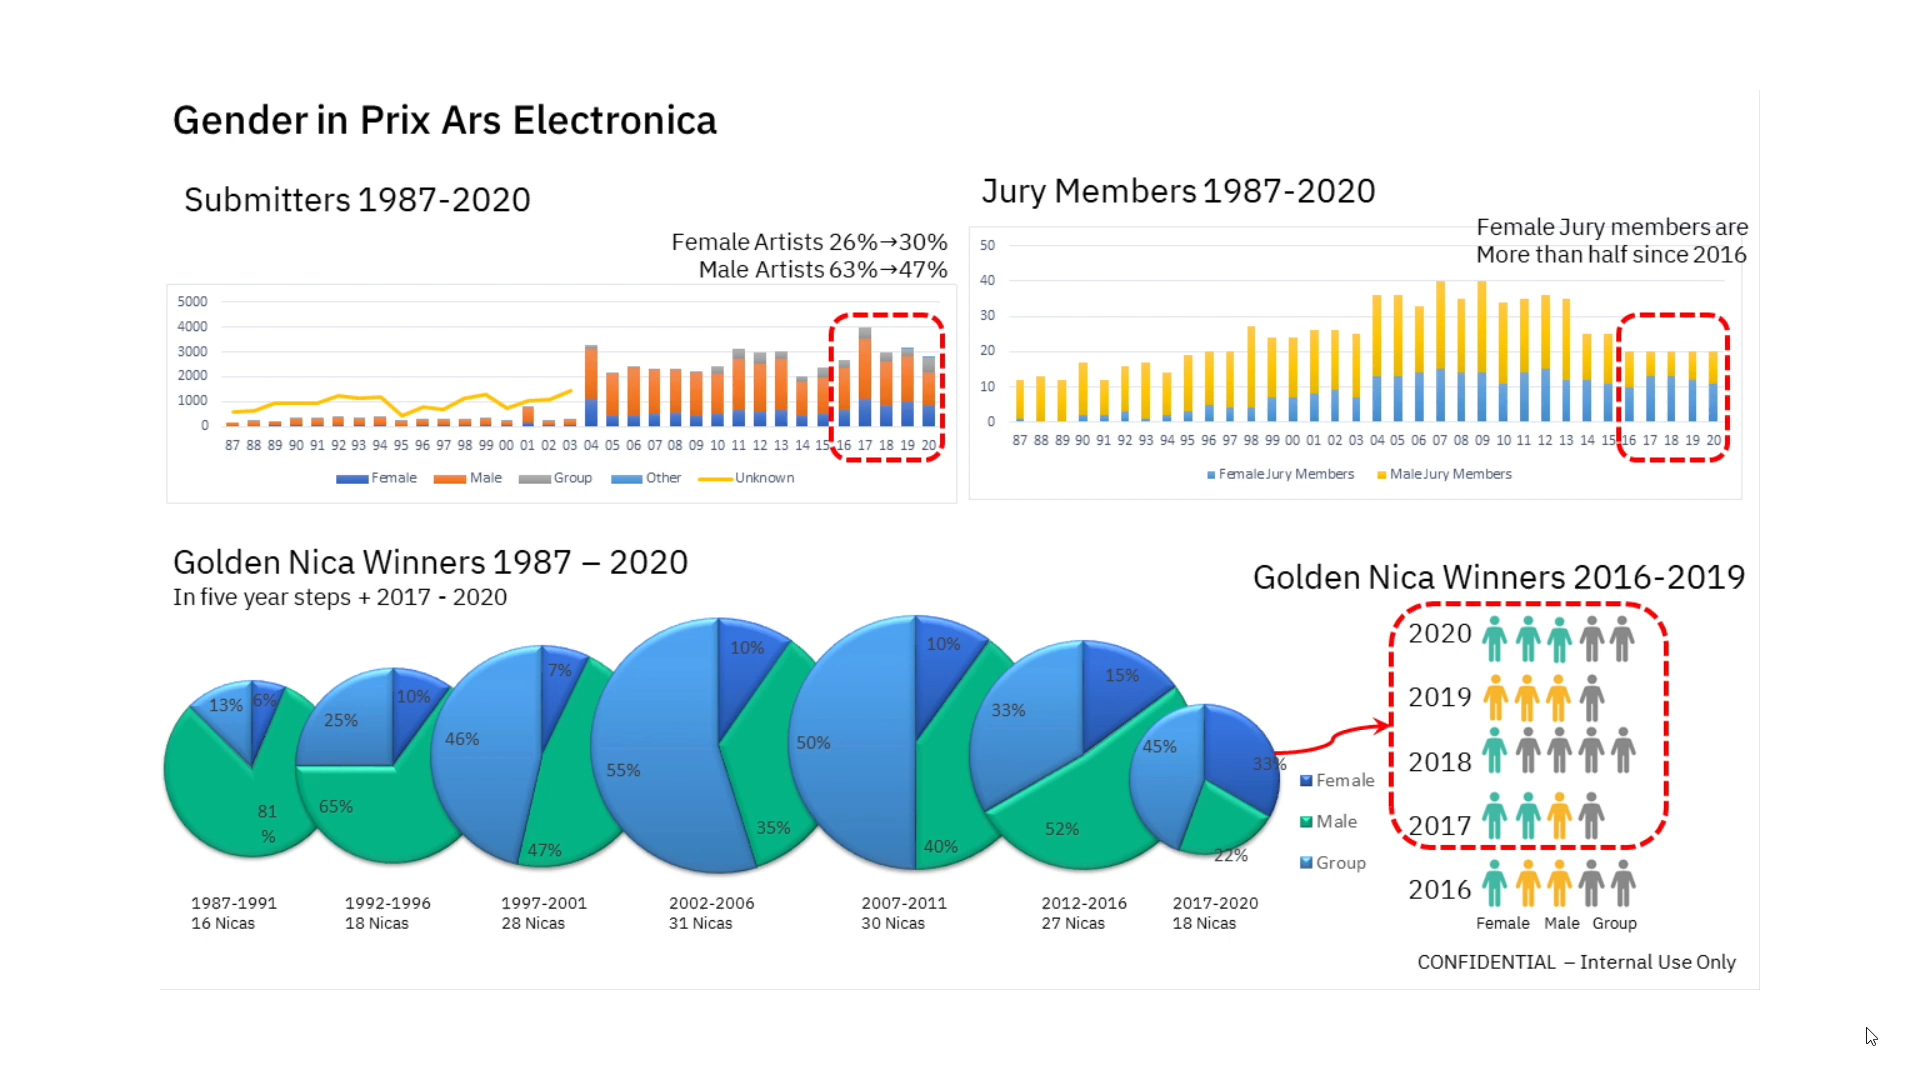 Gender in Prix Ars Electronica
Submitters 1987-2020
Female Artists 26%→30%
Male Artists 63%→47%
5000
4000
3000
2000
1000
0
87 88 89 90 91 92 93 94 95 96 97 98 99 00 01 02 03 04 05 06 07 08 09 10 11 12 13 14 15 16 17 18 19 20
Female Male Group Other Unknown
Jury Members 1987-2020
Female Jury members are
More than half since 2016
50
40
30
20
10
0
87 88 89 90 91 92 93 94 95 96 97 98 99 00 01 02 03 04 05 06 07 08 09 10 11 12 13 14 15 16 17 18 19 20
Female Jury Members Male Jury Members
Golden Nica Winners 1987 – 2020
In five year steps + 2017 - 2020
13% 6%
81
%
1987-1991
16 Nicas
25% 10%
65%
1992-1996
18 Nicas
46% 7%
47%
1997-2001
28 Nicas
55% 10%
35%
2002-2006
31 Nicas
50% 10%
40%
2007-2011
30 Nicas
33% 15%
52%
2012-2016
27 Nicas
45% 33%
22%
2017-2020
18 Nicas
Female
Male
Group
Golden Nica Winners 2016-2019
2020
2019
2018
2017
2016
Female Male Group
CONFIDENTIAL – Internal Use Only